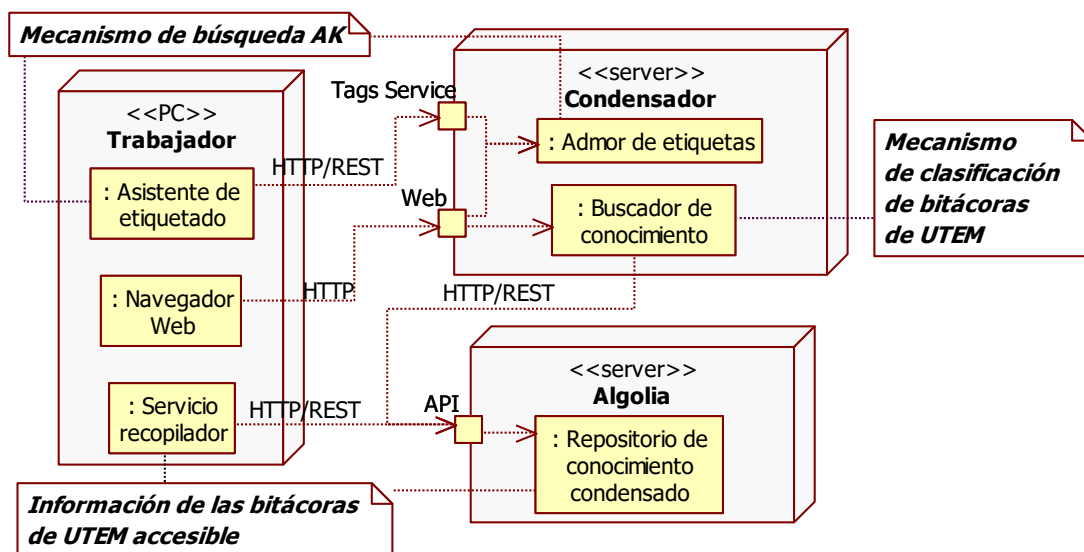 Mecanismo de búsqueda AK
<<PC>>
Trabajador
: Asistente de
etiquetado
: Navegador
Web
: Servicio
recopilador
HTTP/REST
HTTP
HTTP/REST
Tags Service
Web
<<server>>
Condensador
: Admor de etiquetas
: Buscador de
conocimiento
HTTP/REST
Mecanismo
de clasificación
de bitácoras
de UTEM
API
<<server>>
Algolia
: Repositorio de
conocimiento
condensado
Información de las bitácoras
de UTEM accesible